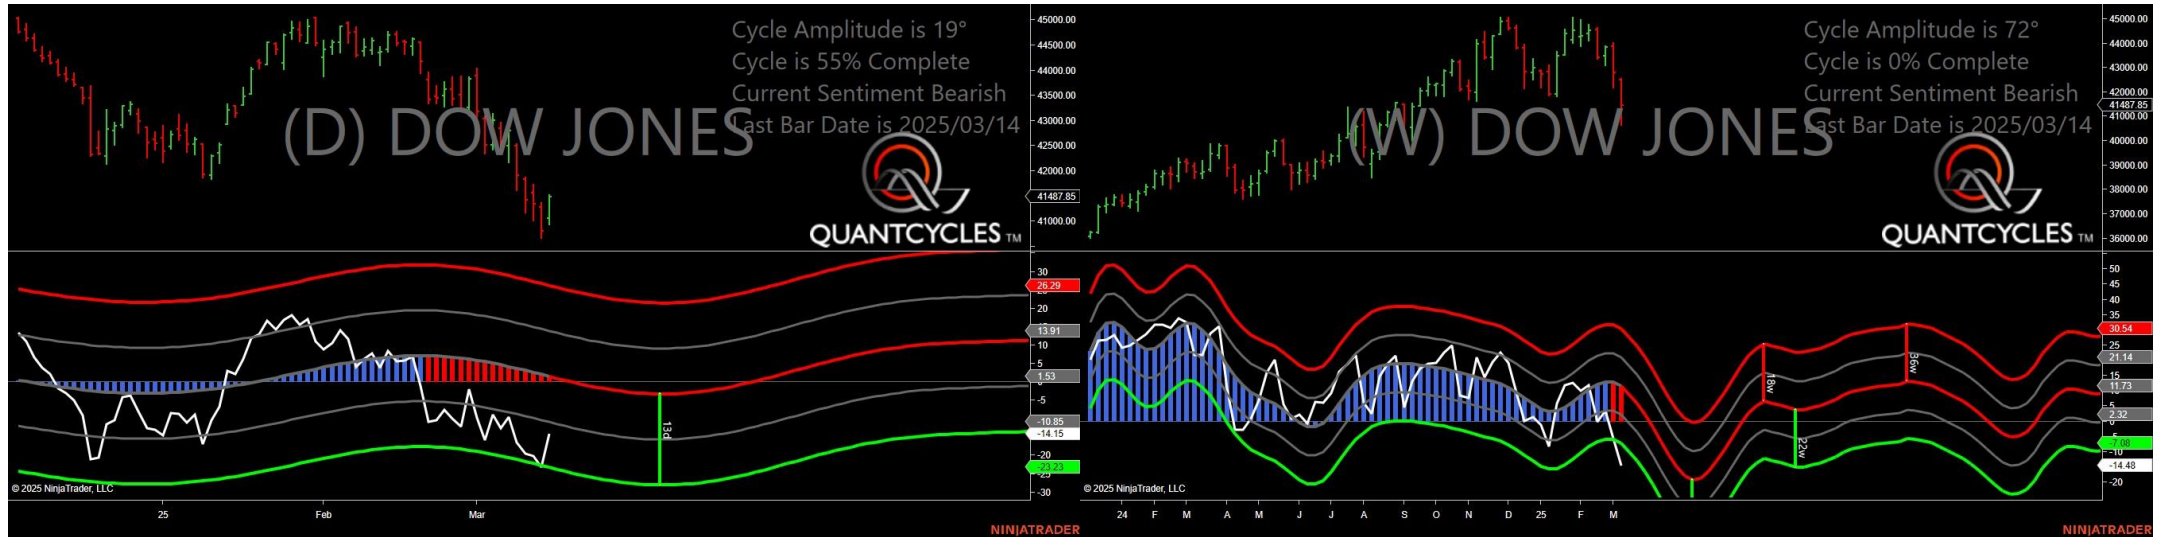 Cycle Amplitude is 19°
Cycle is 55% Complete
Current Sentiment Bearish
Last Bar Date is 2025/03/14
(D) DOW JONES
QUANTCYCLES TM
45000.00
44500.00
44000.00
43500.00
43000.00
42500.00
42000.00
41487.85
41000.00
30
26.29
20
13.91
10
5
1.53
-5
-10.85
-14.15
-20
-23.23
-30
13d
© 2025 NinjaTrader, LLC
25 Feb Mar
NINJATRADER
Cycle Amplitude is 72°
Cycle is 0% Complete
Current Sentiment Bearish
Last Bar Date is 2025/03/14
(W) DOW JONES
QUANTCYCLES TM
45000.00
44000.00
43000.00
42000.00
41487.85
41000.00
40000.00
39000.00
38000.00
37000.00
36000.00
50
45
40
35
30.54
25
21.14
15
11.73
5
2.32
-5
-7.08
-10
-14.48
-20
18w
36w
22w
© 2025 NinjaTrader, LLC
24 F M A M J J A S O N D 25 F M
NINJATRADER